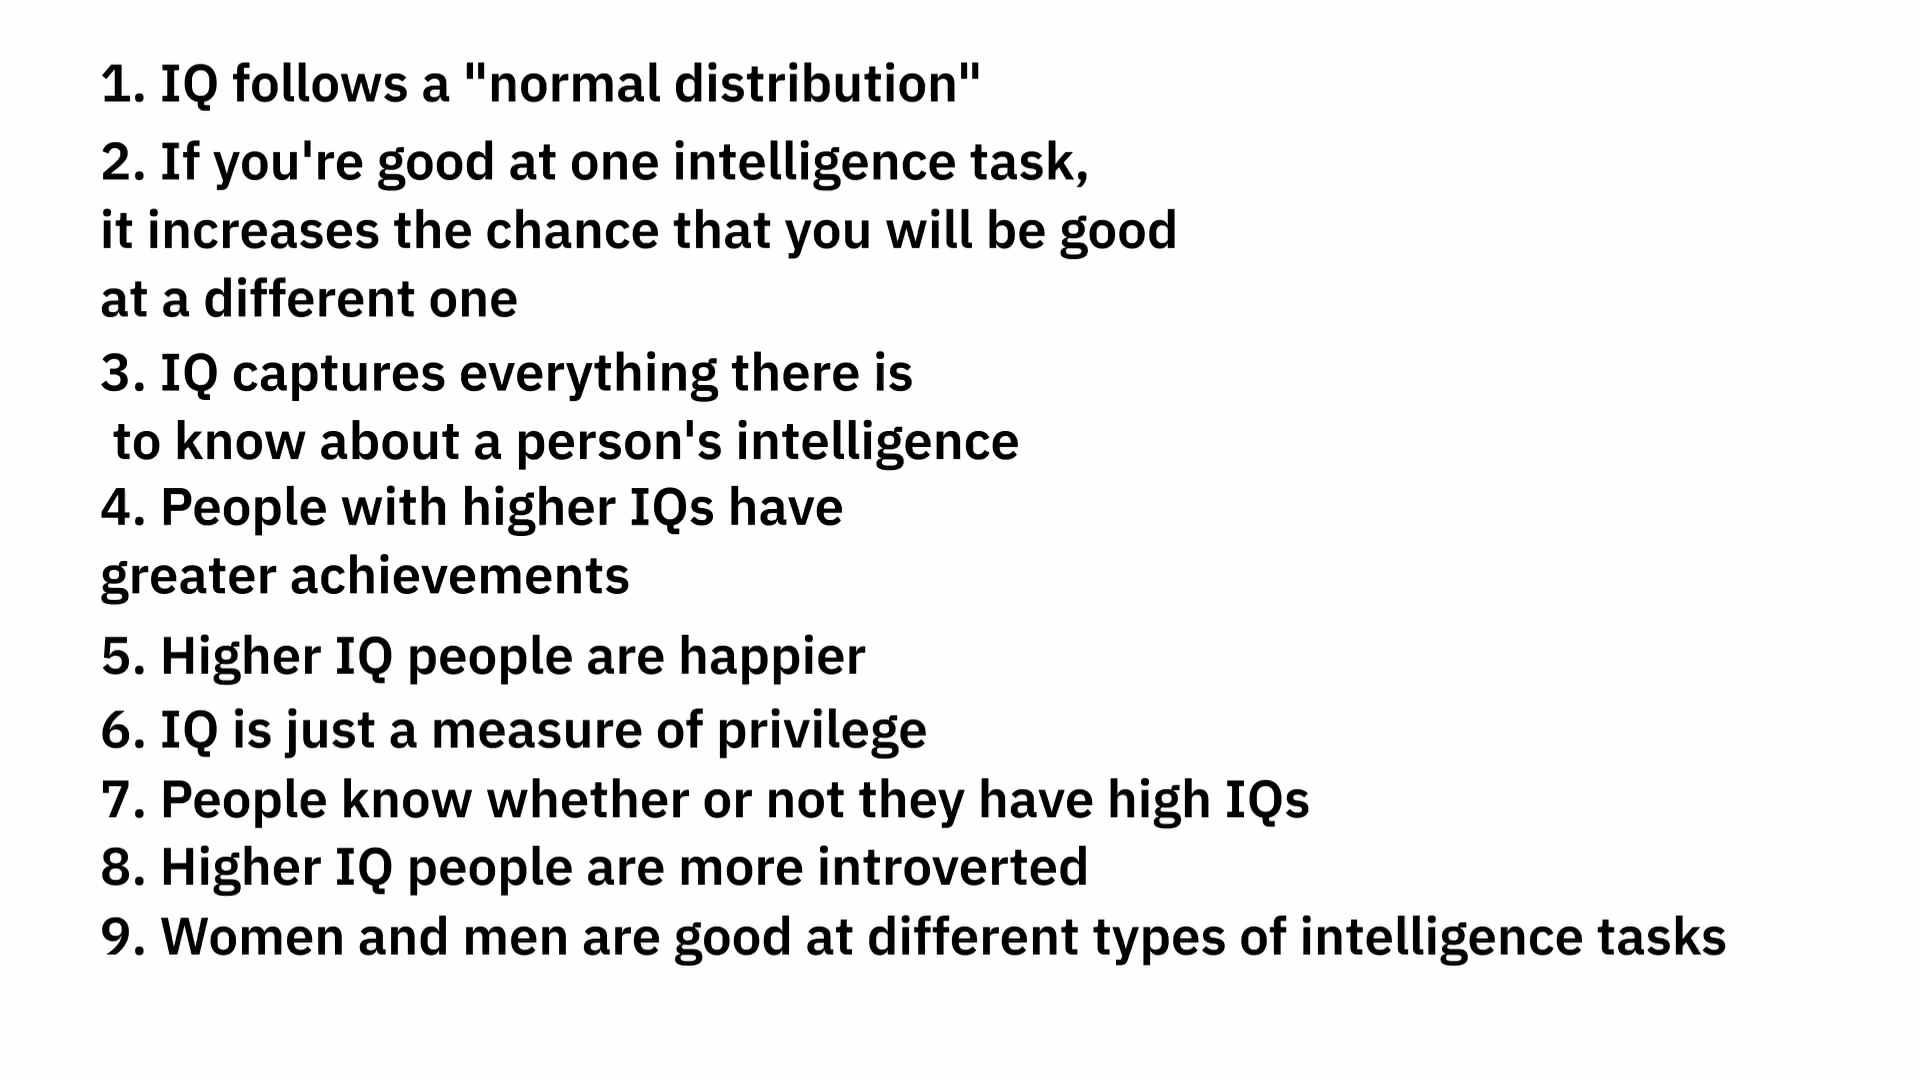 1. IQ follows a "normal distribution"
2. If you're good at one intelligence task,
it increases the chance that you will be good
at a different one
3. IQ captures everything there is
to know about a person's intelligence
4. People with higher IQs have
greater achievements
5. Higher IQ people are happier
6. IQ is just a measure of privilege
7. People know whether or not they have high IQs
8. Higher IQ people are more introverted
9. Women and men are good at different types of intelligence tasks